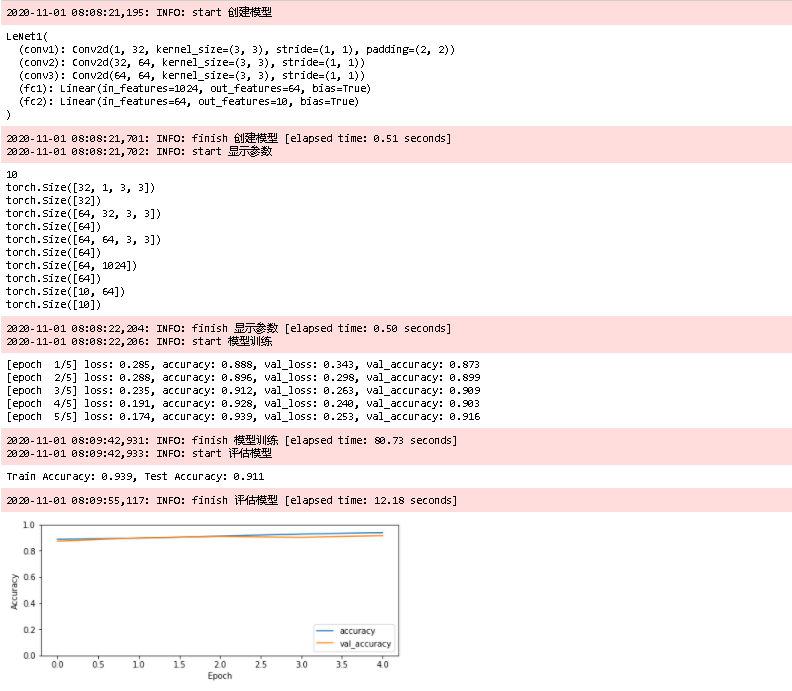 2020-11-01 08:08:21,195: INFO: start 创建模型
LeNet1(
  (conv1): Conv2d(1, 32, kernel_size=(3, 3), stride=(1, 1), padding=(2, 2))
  (conv2): Conv2d(32, 64, kernel_size=(3, 3), stride=(1, 1))
  (conv3): Conv2d(64, 64, kernel_size=(3, 3), stride=(1, 1))
  (fc1): Linear(in_features=1024, out_features=64, bias=True)
  (fc2): Linear(in_features=64, out_features=10, bias=True)
)
2020-11-01 08:08:21,701: INFO: finish 创建模型 [elapsed time: 0.51 seconds]
2020-11-01 08:08:21,702: INFO: start 显示参数
10
torch.Size([32, 1, 3, 3])
torch.Size([32])
torch.Size([64, 32, 3, 3])
torch.Size([64])
torch.Size([64, 64, 3, 3])
torch.Size([64])
torch.Size([64, 1024])
torch.Size([64])
torch.Size([10, 64])
torch.Size([10])
2020-11-01 08:08:22,204: INFO: finish 显示参数 [elapsed time: 0.50 seconds]
2020-11-01 08:08:22,206: INFO: start 模型训练
[epoch  1/5] loss: 0.285, accuracy: 0.888, val_loss: 0.343, val_accuracy: 0.873
[epoch  2/5] loss: 0.288, accuracy: 0.896, val_loss: 0.298, val_accuracy: 0.899
[epoch  3/5] loss: 0.235, accuracy: 0.912, val_loss: 0.263, val_accuracy: 0.909
[epoch  4/5] loss: 0.191, accuracy: 0.928, val_loss: 0.240, val_accuracy: 0.903
[epoch  5/5] loss: 0.174, accuracy: 0.939, val_loss: 0.253, val_accuracy: 0.916
2020-11-01 08:09:42,931: INFO: finish 模型训练 [elapsed time: 80.73 seconds]
2020-11-01 08:09:42,933: INFO: start 评估模型
Train Accuracy: 0.939, Test Accuracy: 0.911
2020-11-01 08:09:55,117: INFO: finish 评估模型 [elapsed time: 12.18 seconds]
1.0
0.8
0.6
0.4
0.2
0.0
Accuracy
accuracy
val_accuracy
0.0 0.5 1.0 1.5 2.0 2.5 3.0 3.5 4.0
Epoch